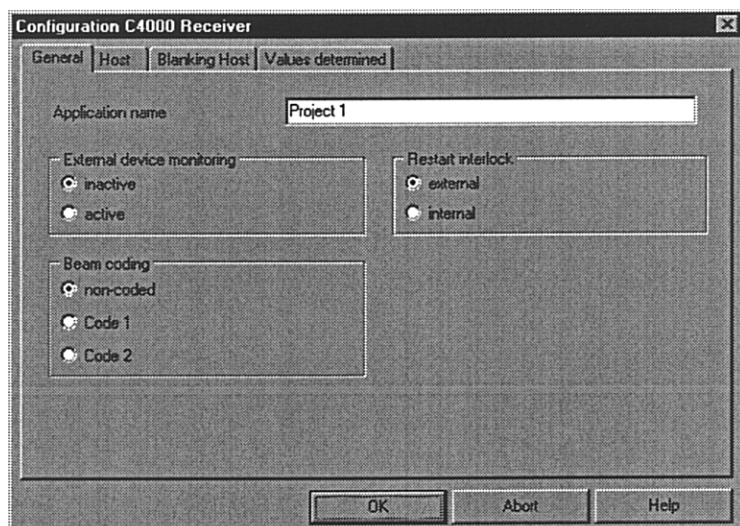 Configuration C4000 Receiver
General Host Blanking Host Values determined
Application name Project 1
External device monitoring Restart interlock
inactive external
active internal
Beam coding
non-coded
Code 1
Code 2
OK Abort Help